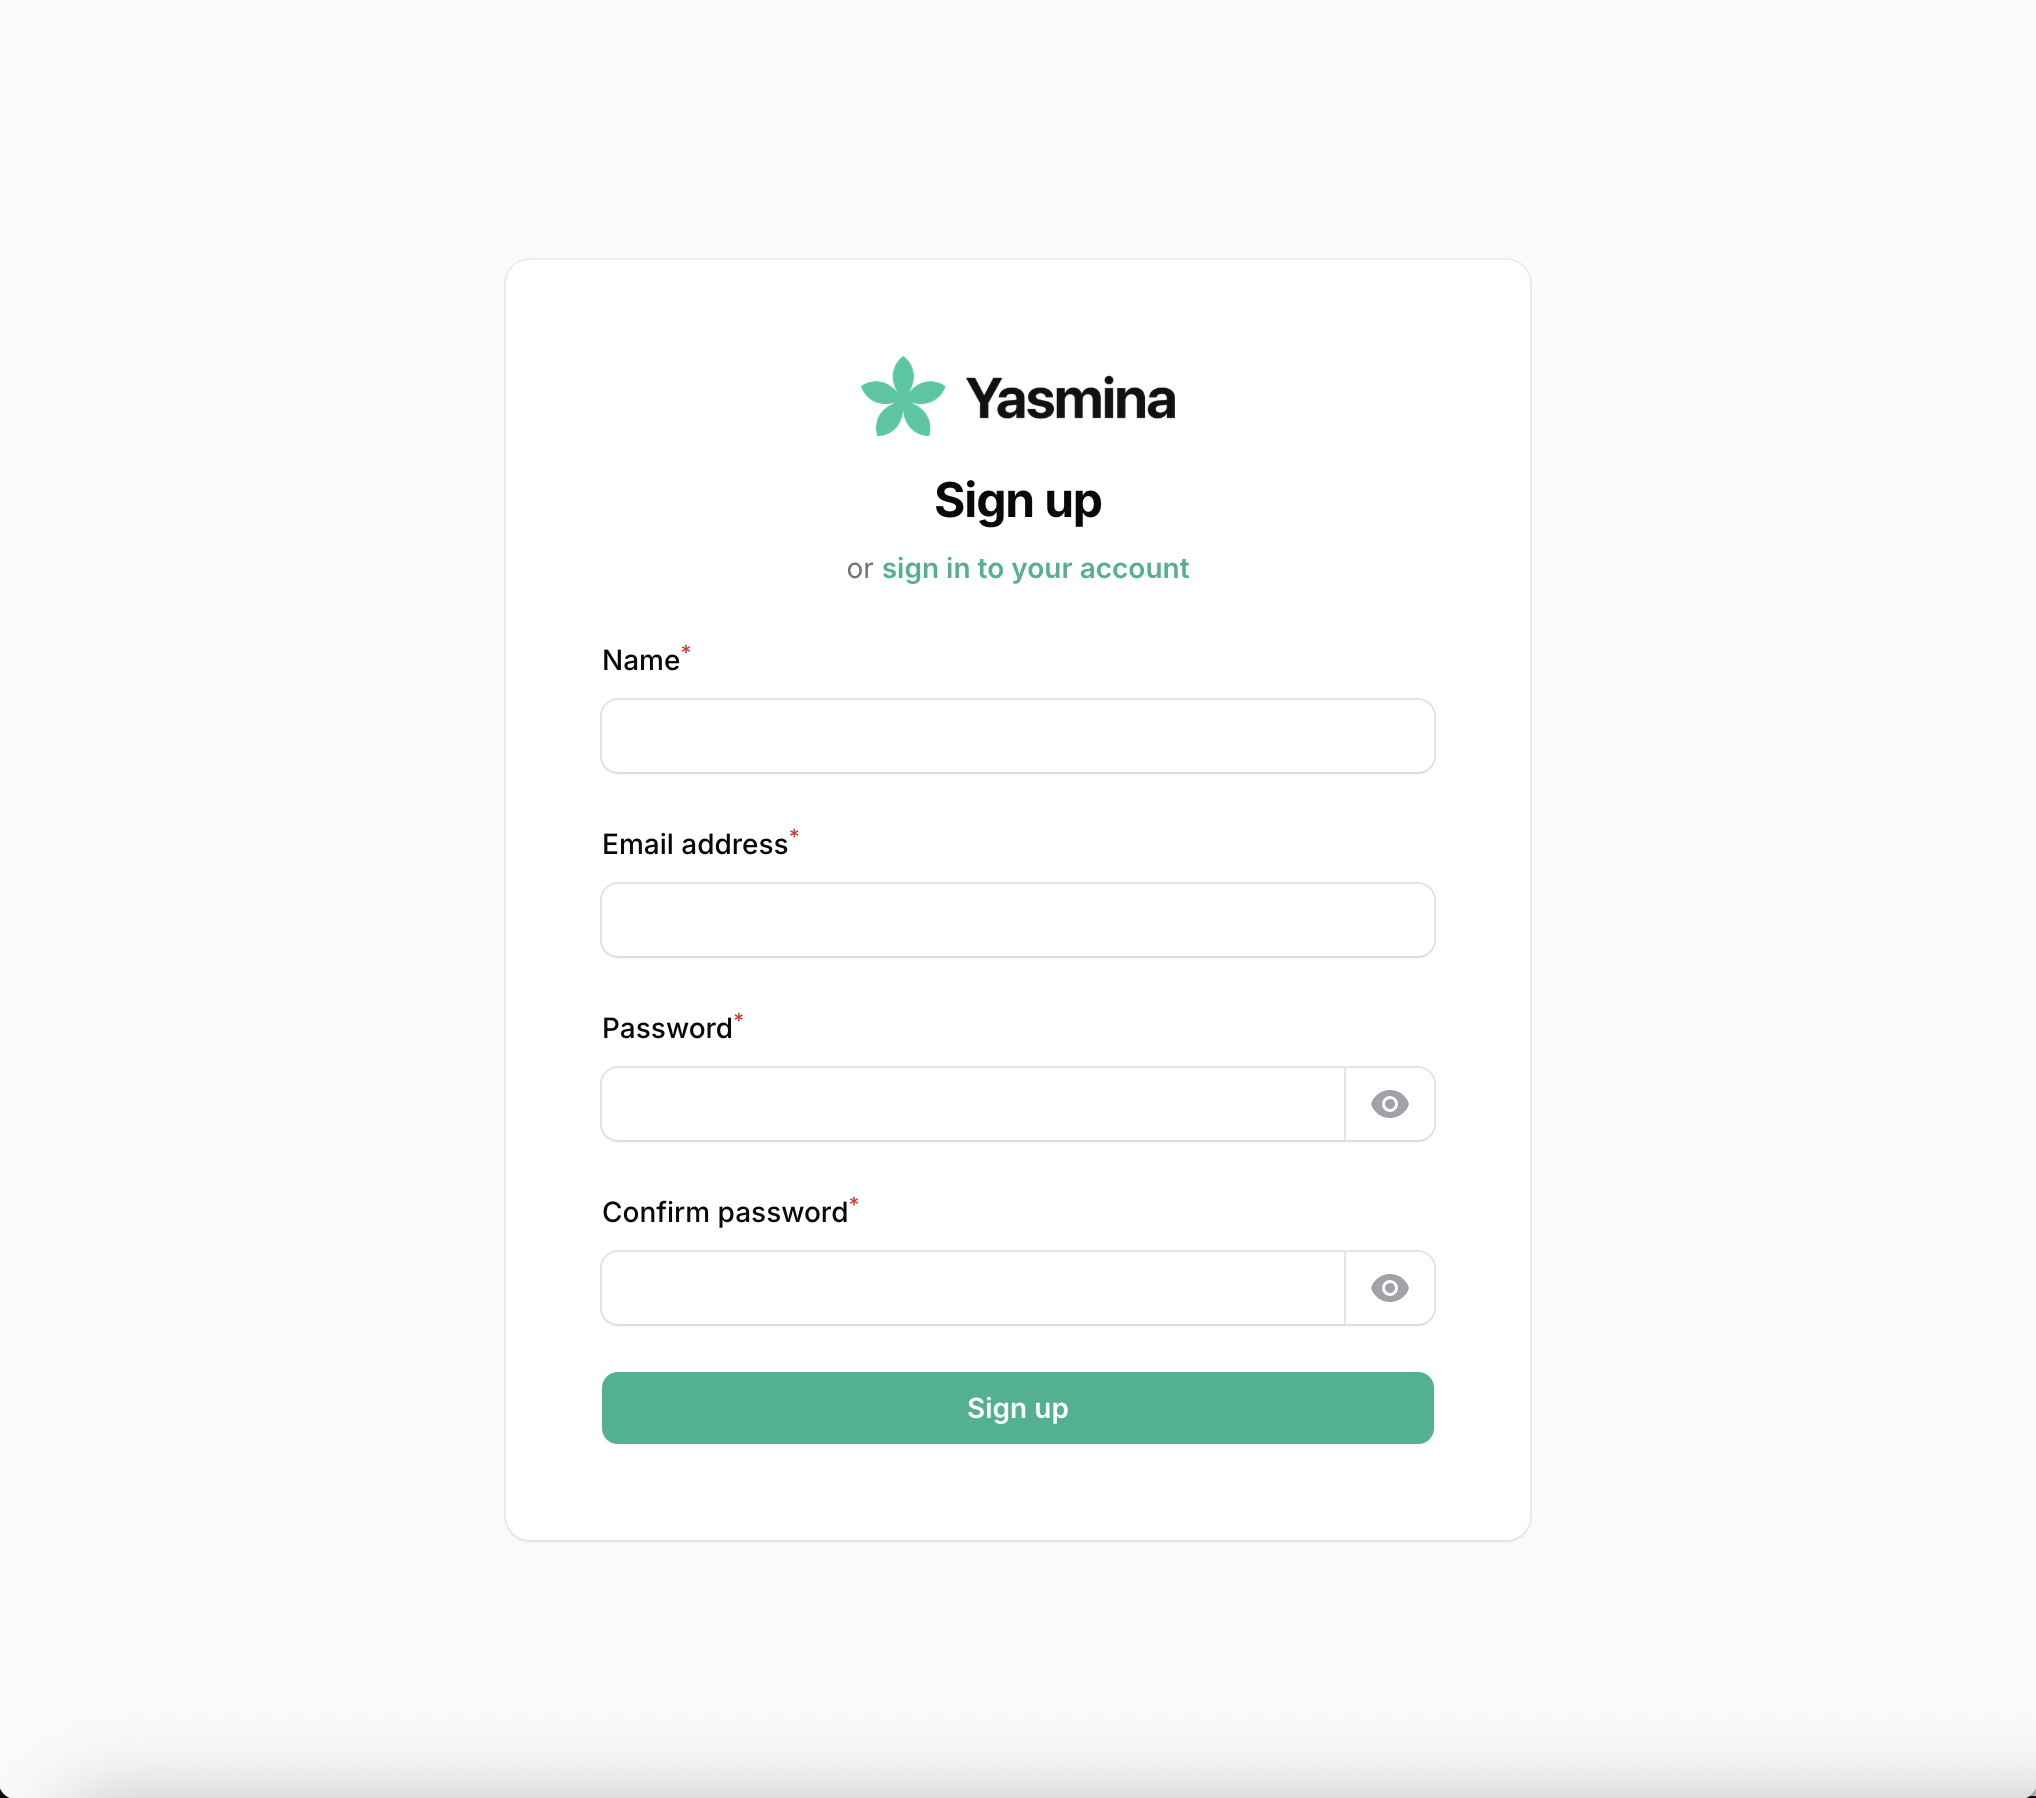 Yasmina
Sign up
or sign in to your account
Name*
Email address*
Password*
Confirm password*
Sign up